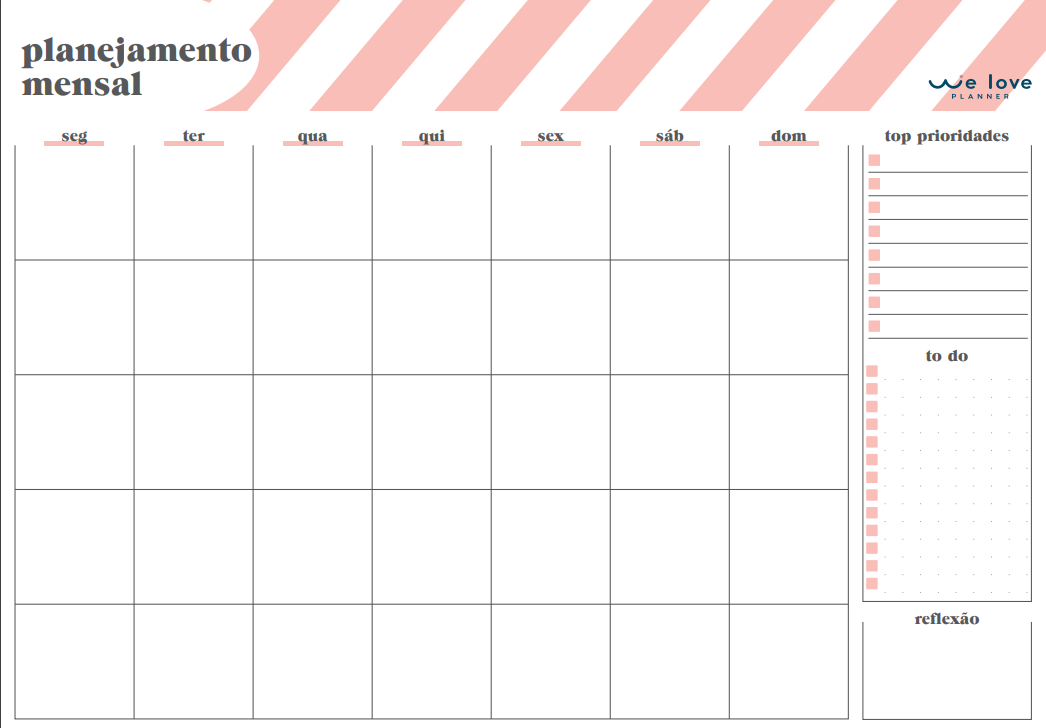 planejamento
mensal
we love
PLANNER
seg ter qua qui sex sáb dom
top prioridades
to do
reflexão